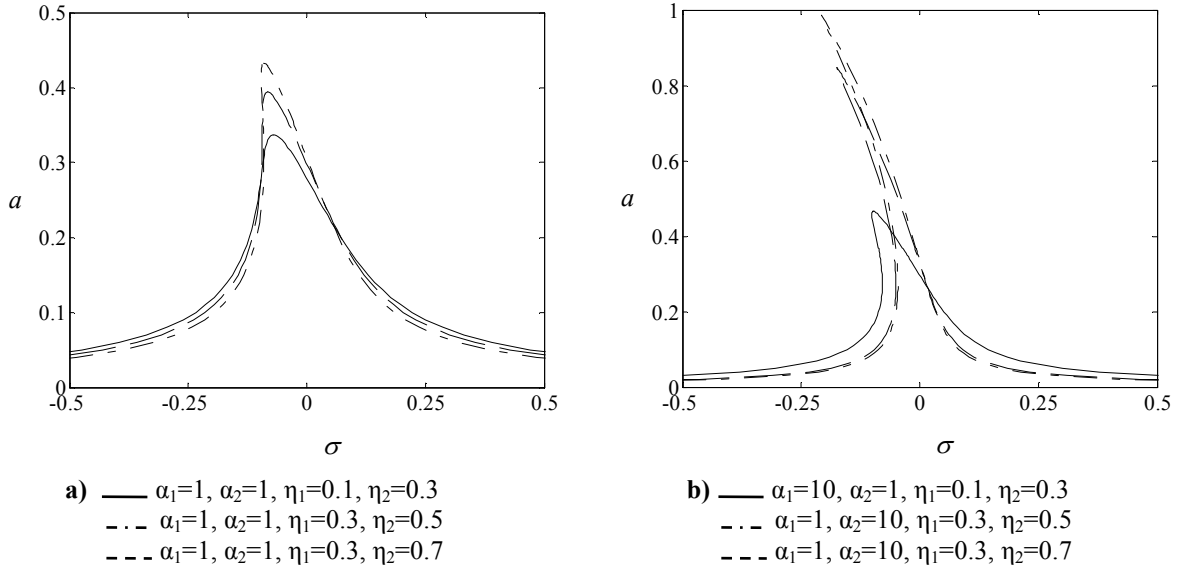 0.5
0.4
0.3
0.2
0.1
0
a
-0.5 -0.25 0 0.25 0.5
σ
a) α₁=1, α₂=1, η₁=0.1, η₂=0.3
α₁=1, α₂=1, η₁=0.3, η₂=0.5
α₁=1, α₂=1, η₁=0.3, η₂=0.7
1
0.8
0.6
0.4
0.2
0
a
-0.5 -0.25 0 0.25 0.5
σ
b) α₁=10, α₂=1, η₁=0.1, η₂=0.3
α₁=1, α₂=10, η₁=0.3, η₂=0.5
α₁=1, α₂=10, η₁=0.3, η₂=0.7